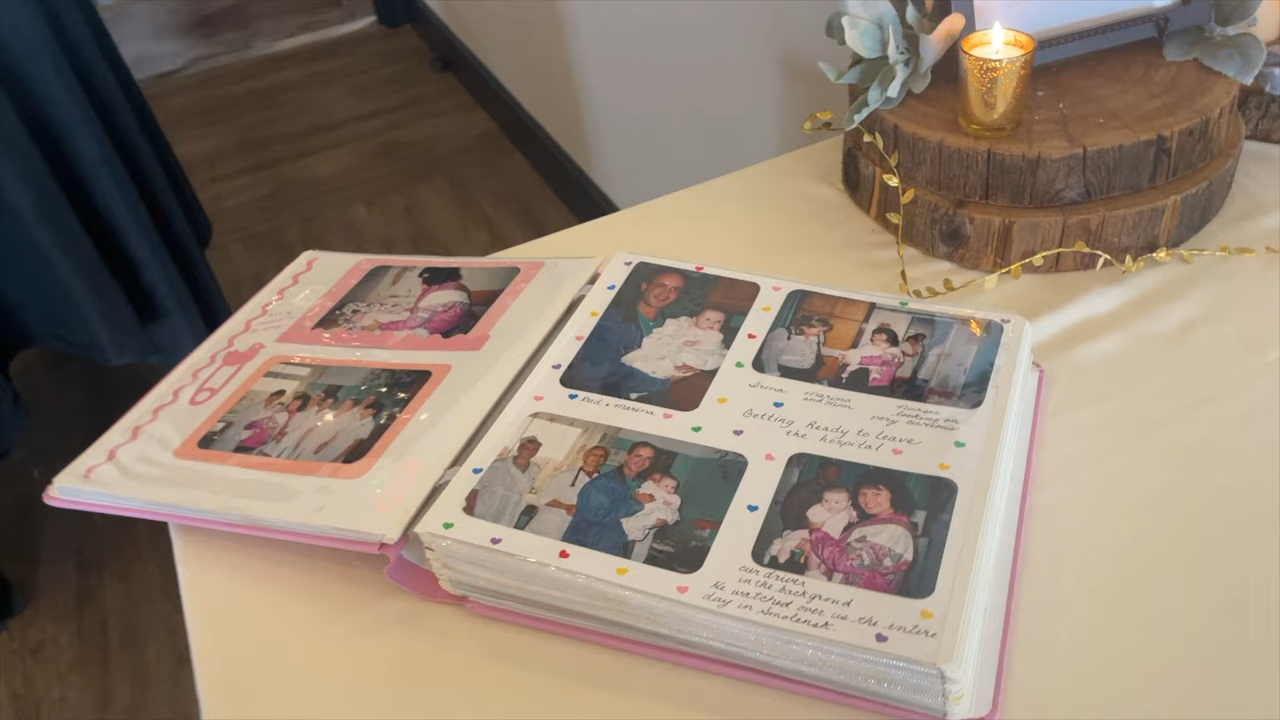 Dad + Marina
Irina
Marina
and Mom
Nurses
looking on
very curious
Getting Ready to leave
the hospital
our driver
in the background
He watched over us the entire
day in Smolensk.